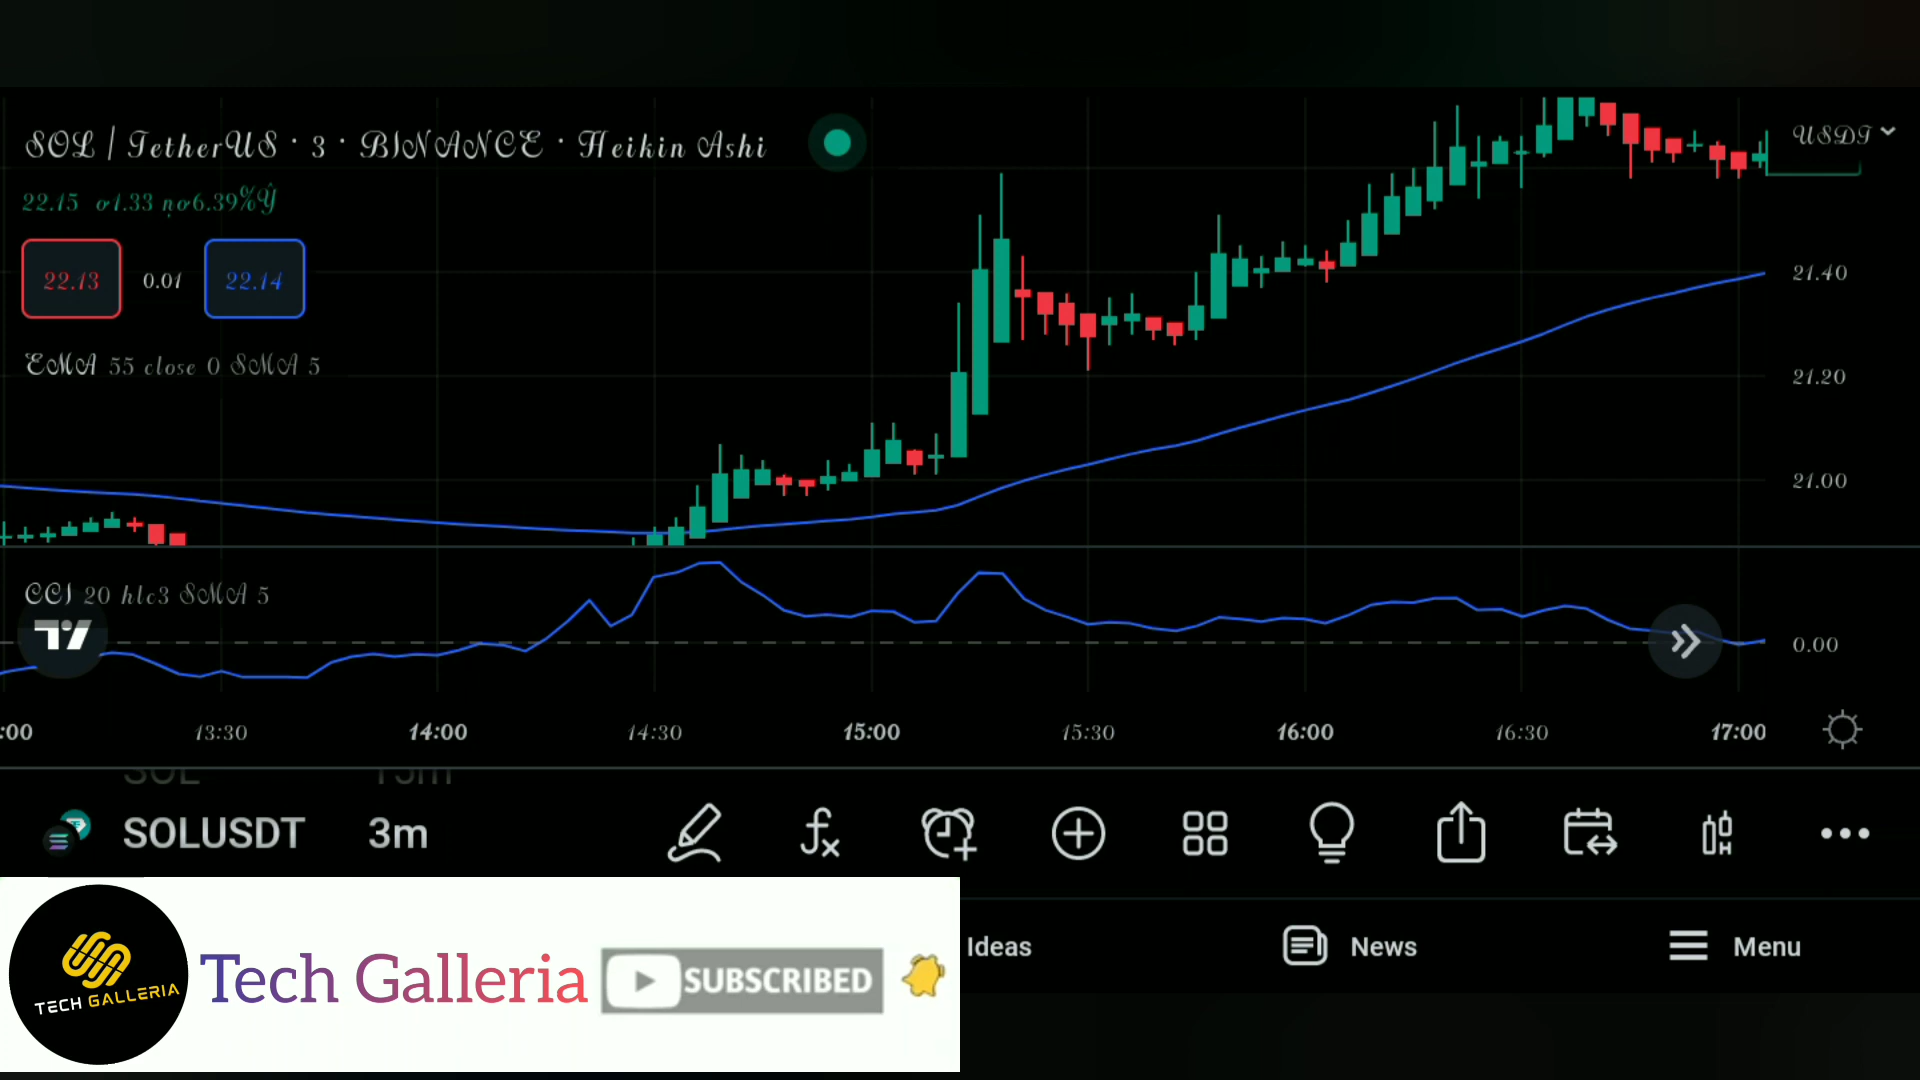 SOL / TetherUS · 3 · BINANCE · Heikin Ashi
USDT
22.15
22.13 0.01 22.14
EMA 55 close 0 SMA 5
21.40
21.20
21.00
CCI 20 hlc3 SMA 5
0.00
:00 13:30 14:00 14:30 15:00 15:30 16:00 16:30 17:00
SOL 15m
SOLUSDT 3m
Ideas News Menu
TECH GALLERIA
Tech Galleria SUBSCRIBED